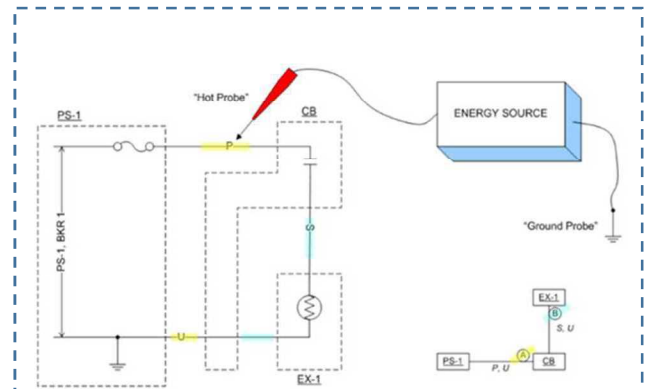 "Hot Probe"
PS-1
CB
ENERGY SOURCE
P
PS-1, BKR 1
S
"Ground Probe"
U
EX-1
EX-1
B
S, U
A
PS-1
P, U
CB